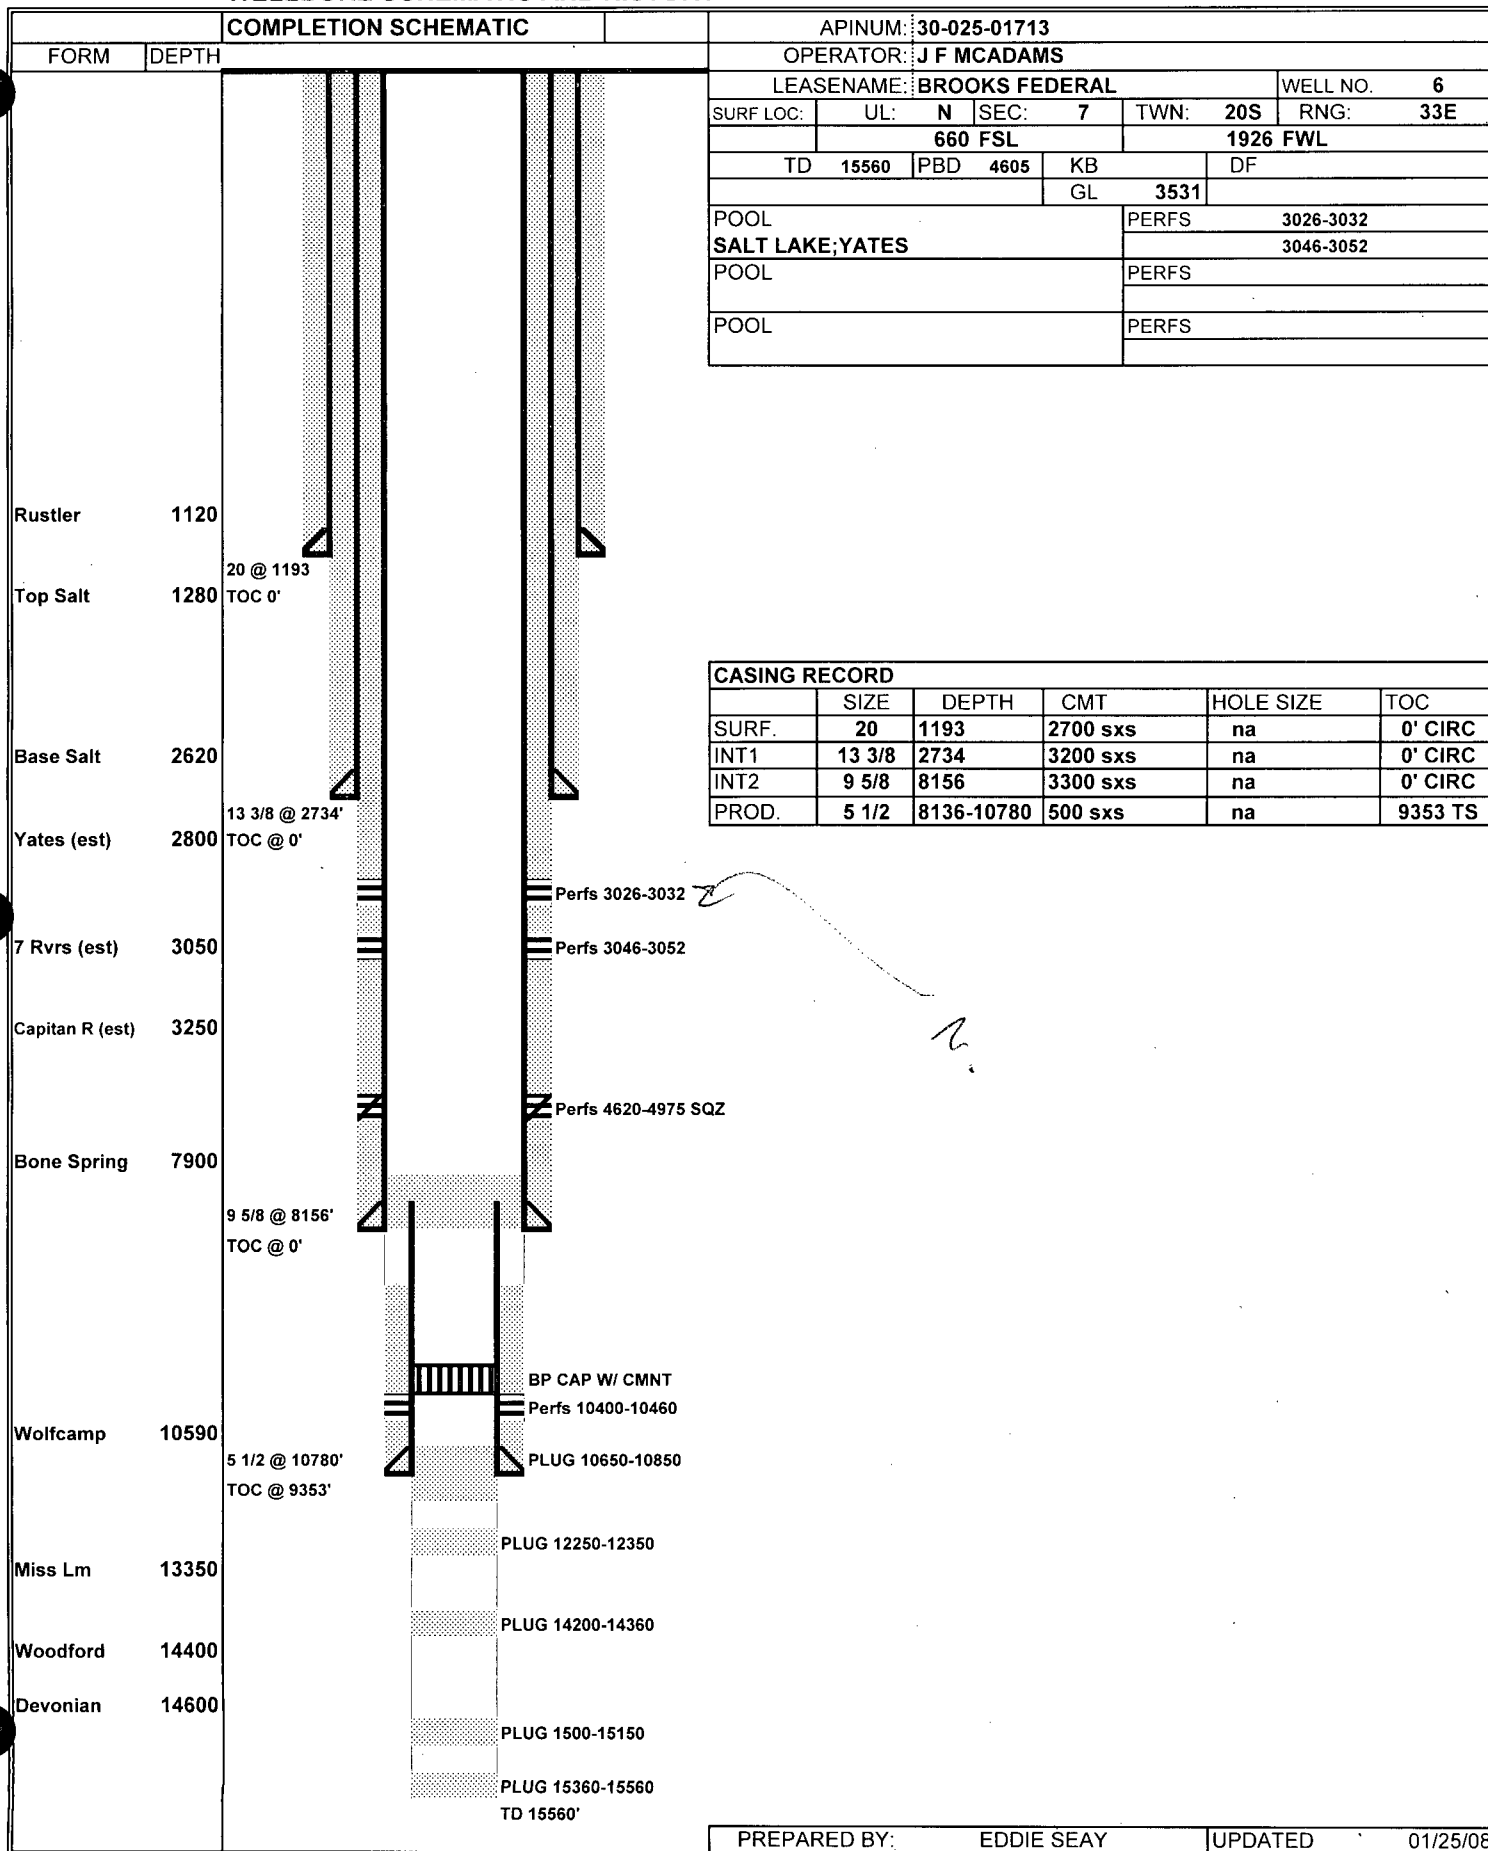 COMPLETION SCHEMATIC
FORM DEPTH
APINUM: 30-025-01713
OPERATOR: J F MCADAMS
LEASENAME: BROOKS FEDERAL WELL NO. 6
SURF LOC: UL: N SEC: 7 TWN: 20S RNG: 33E
660 FSL 1926 FWL
TD 15560 PBD 4605 KB DF
GL 3531
POOL PERFS 3026-3032
SALT LAKE;YATES 3046-3052
POOL PERFS
POOL PERFS
Rustler 1120
20 @ 1193
Top Salt 1280 TOC 0'
CASING RECORD
SIZE DEPTH CMT HOLE SIZE TOC
SURF. 20 1193 2700 sxs na 0' CIRC
INT1 13 3/8 2734 3200 sxs na 0' CIRC
INT2 9 5/8 8156 3300 sxs na 0' CIRC
PROD. 5 1/2 8136-10780 500 sxs na 9353 TS
Base Salt 2620
13 3/8 @ 2734'
Yates (est) 2800 TOC @ 0'
Perfs 3026-3032
7 Rvrs (est) 3050 Perfs 3046-3052
Capitan R (est) 3250
Perfs 4620-4975 SQZ
Bone Spring 7900
9 5/8 @ 8156'
TOC @ 0'
BP CAP W/ CMNT
Perfs 10400-10460
Wolfcamp 10590
5 1/2 @ 10780' PLUG 10650-10850
TOC @ 9353'
PLUG 12250-12350
Miss Lm 13350
PLUG 14200-14360
Woodford 14400
Devonian 14600
PLUG 1500-15150
PLUG 15360-15560
TD 15560'
PREPARED BY: EDDIE SEAY UPDATED 01/25/08